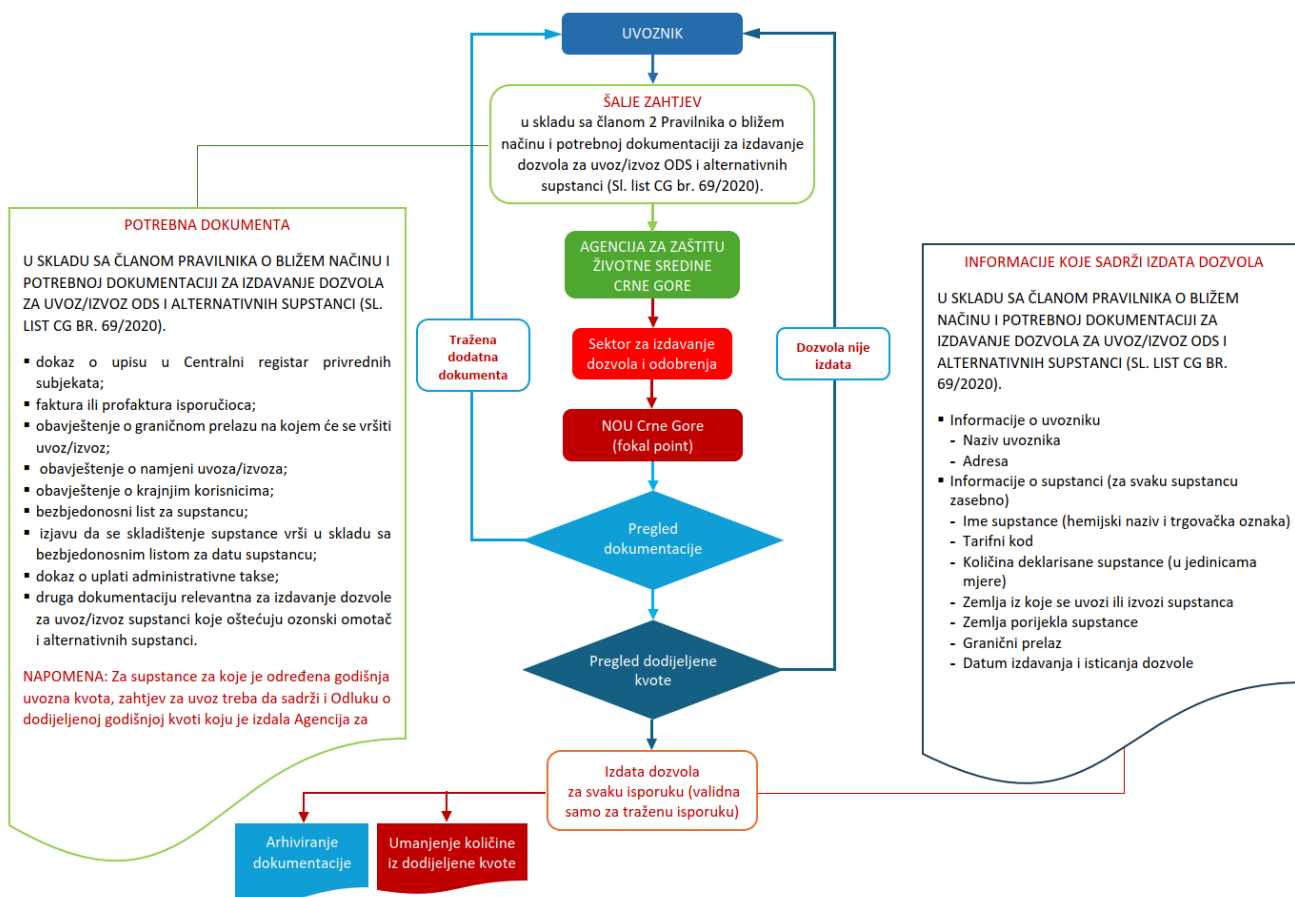 UVOZNIK
ŠALJE ZAHTJEV
u skladu sa članom 2 Pravilnika o bližem
načinu i potrebnoj dokumentaciji za izdavanje
dozvola za uvoz/izvoz ODS i alternativnih
supstanci (Sl. list CG br. 69/2020).
POTREBNA DOKUMENTA
U SKLADU SA ČLANOM PRAVILNIKA O BLIŽEM NAČINU I
POTREBNOJ DOKUMENTACIJI ZA IZDAVANJE DOZVOLA
ZA UVOZ/IZVOZ ODS I ALTERNATIVNIH SUPSTANCI (SL.
LIST CG BR. 69/2020).
▪ dokaz o upisu u Centralni registar privrednih
subjekata;
▪ faktura ili profaktura isporučioca;
▪ obavještenje o graničnom prelazu na kojem će se vršiti
uvoz/izvoz;
▪ obavještenje o namjeni uvoza/izvoza;
▪ obavještenje o krajnjim korisnicima;
▪ bezbjedonosni list za supstancu;
▪ izjavu da se skladištenje supstance vrši u skladu sa
bezbjedonosnim listom za datu supstancu;
▪ dokaz o uplati administrativne takse;
▪ druga dokumentaciju relevantna za izdavanje dozvole
za uvoz/izvoz supstanci koje oštećuju ozonski omotač
i alternativnih supstanci.
NAPOMENA: Za supstance za koje je određena godišnja
uvozna kvota, zahtjev za uvoz treba da sadrži i Odluku o
dodijeljenoj godišnjoj kvoti koju je izdala Agencija za
AGENCIJA ZA ZAŠTITU
ŽIVOTNE SREDINE
CRNE GORE
Tražena
dodatna
dokumenta
Sektor za izdavanje
dozvola i odobrenja
Dozvola nije
izdata
NOU Crne Gore
(fokal point)
Pregled
dokumentacije
Pregled dodijeljene
kvote
Izdata dozvola
za svaku isporuku (validna
samo za traženu isporuku)
Arhiviranje
dokumentacije
Umanjenje količine
iz dodijeljene kvote
INFORMACIJE KOJE SADRŽI IZDATA DOZVOLA
U SKLADU SA ČLANOM PRAVILNIKA O BLIŽEM
NAČINU I POTREBNOJ DOKUMENTACIJI ZA
IZDAVANJE DOZVOLA ZA UVOZ/IZVOZ ODS I
ALTERNATIVNIH SUPSTANCI (SL. LIST CG BR.
69/2020).
▪ Informacije o uvozniku
- Naziv uvoznika
- Adresa
▪ Informacije o supstanci (za svaku supstancu
zasebno)
- Ime supstance (hemijski naziv i trgovačka oznaka)
- Tarifni kod
- Količina deklarisane supstance (u jedinicama
mjere)
- Zemlja iz koje se uvozi ili izvozi supstanca
- Zemlja porijekla supstance
- Granični prelaz
- Datum izdavanja i isticanja dozvole